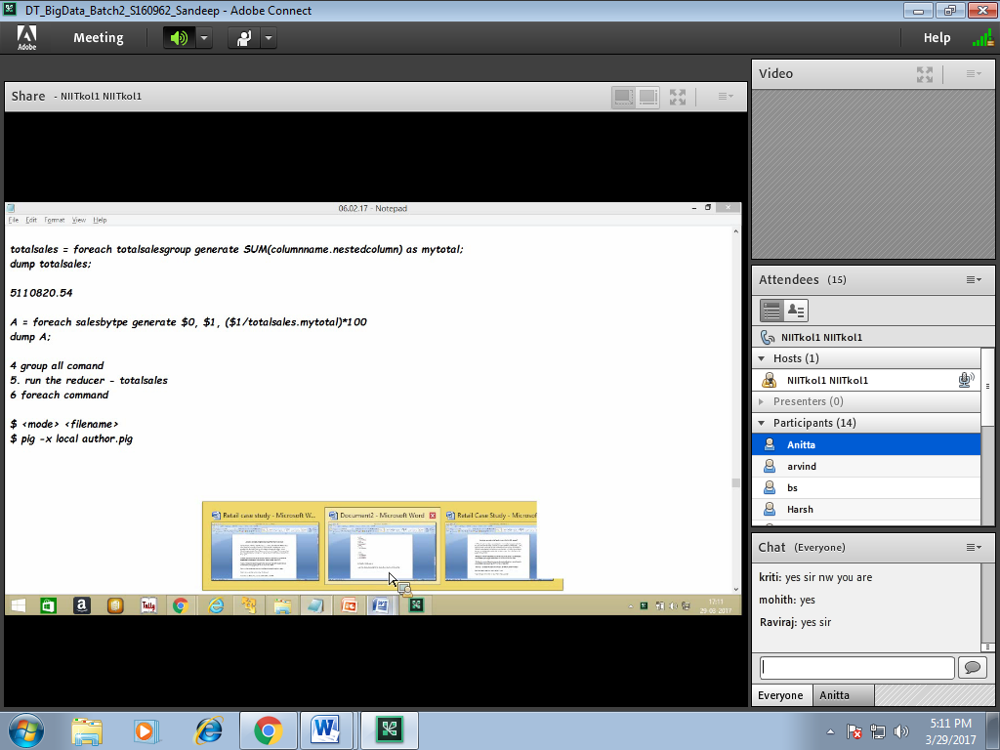 DT_BigData_Batch2_S160962_Sandeep - Adobe Connect
Adobe
Meeting
Help
Share - NIITkol1 NIITkol1
06.02.17 - Notepad
File Edit Format View Help
totalsales = foreach totalsalesgroup generate SUM(columnname.nestedcolumn) as mytotal;
dump totalsales;
5110820.54
A = foreach salesbytpe generate $0, $1, ($1/totalsales.mytotal)*100
dump A;
4 group all comand
5. run the reducer - totalsales
6 foreach command
$ <mode> <filename>
$ pig -x local author.pig
Retail case study - Microsoft W...
Document2 - Microsoft Word
Retail Case Study - Microsof
Tally
17:11
29-03-2017
Video
Attendees (15)
NIITkol1 NIITkol1
Hosts (1)
NIITkol1 NIITkol1
Presenters (0)
Participants (14)
Anitta
arvind
bs
Harsh
Chat (Everyone)
kriti: yes sir nw you are
mohith: yes
Raviraj: yes sir
Everyone
Anitta
5:11 PM
3/29/2017